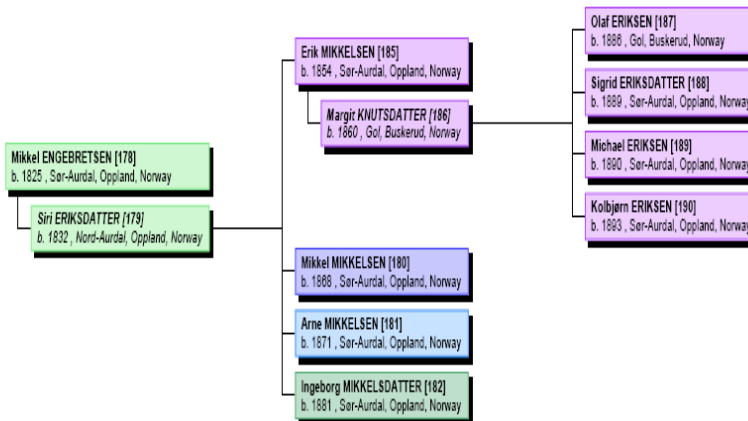 Mikkel ENGEBRETSEN [178]
b. 1825 , Sør-Aurdal, Oppland, Norway
Siri ERIKSDATTER [179]
b. 1832 , Nord-Aurdal, Oppland, Norway
Erik MIKKELSEN [185]
b. 1854 , Sør-Aurdal, Oppland, Norway
Margit KNUTSDATTER [186]
b. 1860 , Gol, Buskerud, Norway
Mikkel MIKKELSEN [180]
b. 1868 , Sør-Aurdal, Oppland, Norway
Arne MIKKELSEN [181]
b. 1871 , Sør-Aurdal, Oppland, Norway
Ingeborg MIKKELSDATTER [182]
b. 1881 , Sør-Aurdal, Oppland, Norway
Olaf ERIKSEN [187]
b. 1886 , Gol, Buskerud, Norway
Sigrid ERIKSDATTER [188]
b. 1889 , Sør-Aurdal, Oppland, Norway
Michael ERIKSEN [189]
b. 1890 , Sør-Aurdal, Oppland, Norway
Kolbjørn ERIKSEN [190]
b. 1893 , Sør-Aurdal, Oppland, Norway